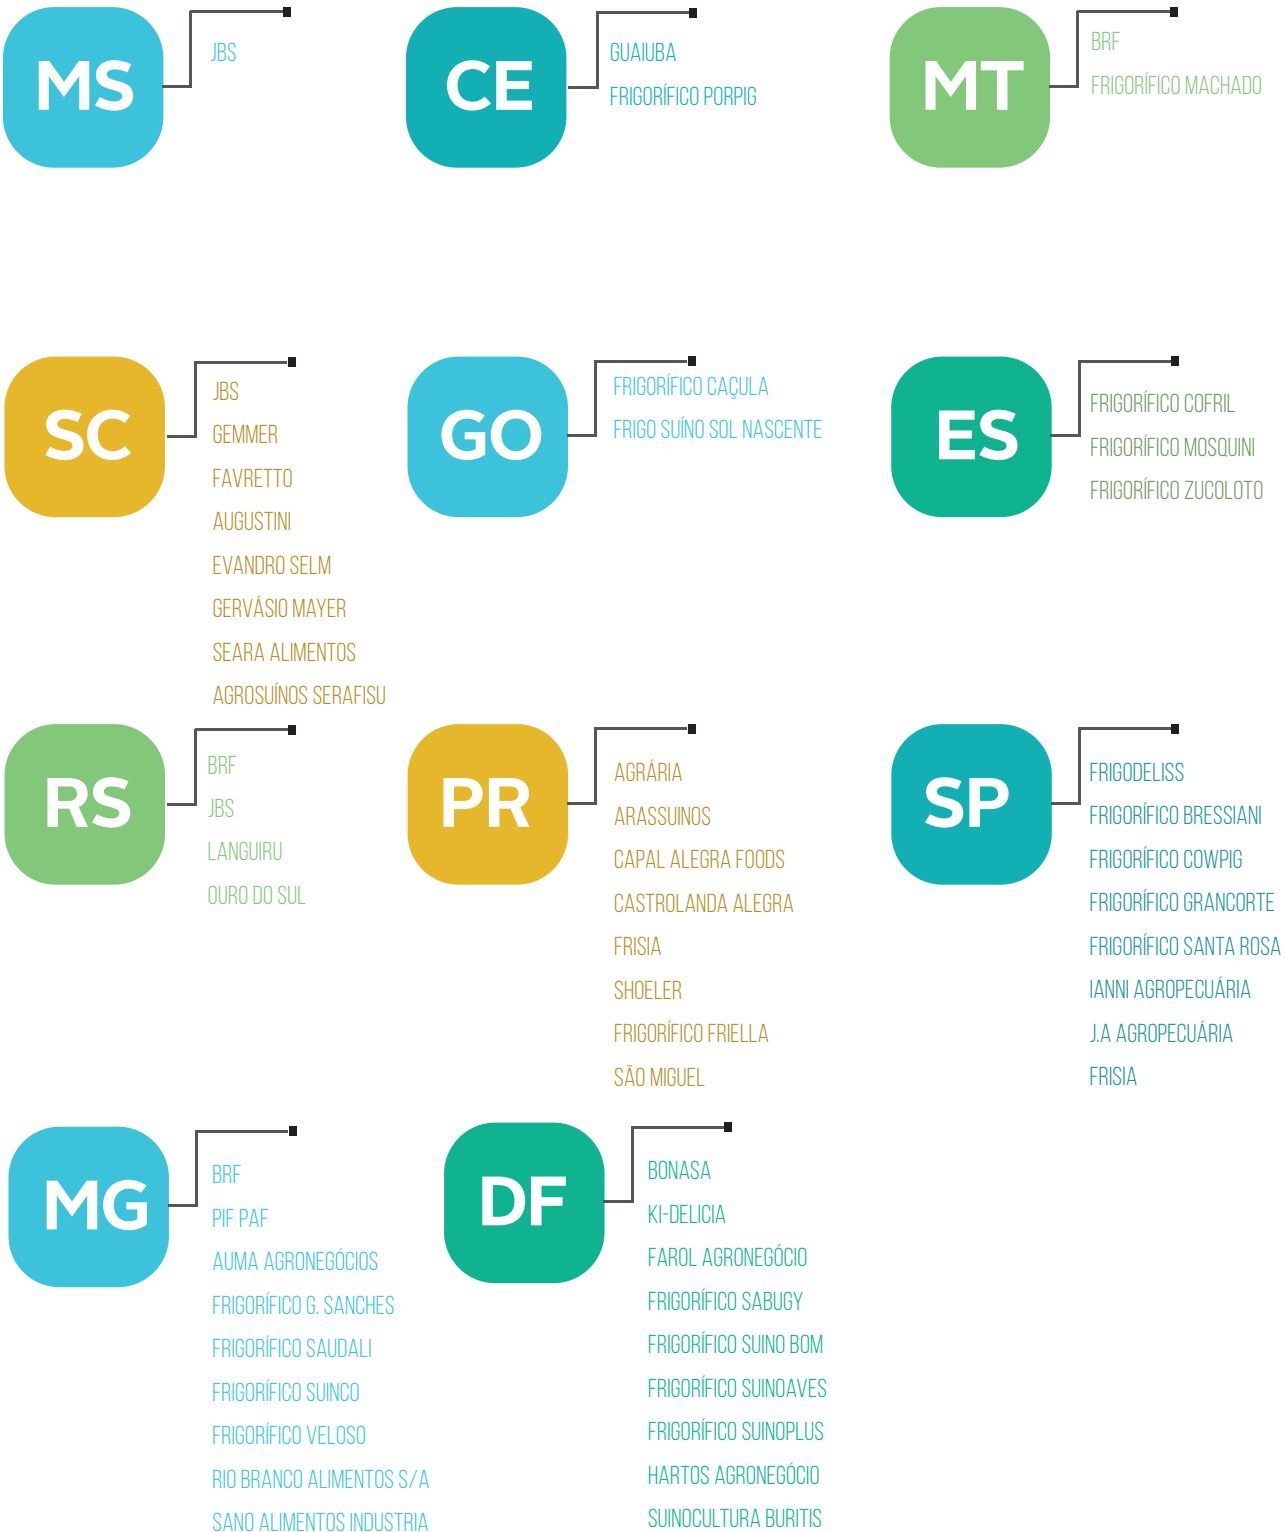 MS
JBS
CE
GUAIUBA
FRIGORÍFICO PORPIG
MT
BRF
FRIGORÍFICO MACHADO
SC
JBS
GEMMER
FAVRETTO
AUGUSTINI
EVANDRO SELM
GERVÁSIO MAYER
SEARA ALIMENTOS
AGROSUÍNOS SERAFISU
GO
FRIGORÍFICO CAÇULA
FRIGO SUÍNO SOL NASCENTE
ES
FRIGORÍFICO COFRIL
FRIGORÍFICO MOSQUINI
FRIGORÍFICO ZUCOLOTO
RS
BRF
JBS
LANGUIRU
OURO DO SUL
PR
AGRÁRIA
ARASSUINOS
CAPAL ALEGRA FOODS
CASTROLANDA ALEGRA
FRISIA
SHOELER
FRIGORÍFICO FRIELLA
SÃO MIGUEL
SP
FRIGODELISS
FRIGORÍFICO BRESSIANI
FRIGORÍFICO COWPIG
FRIGORÍFICO GRANCORTE
FRIGORÍFICO SANTA ROSA
IANNI AGROPECUÁRIA
J.A AGROPECUÁRIA
FRISIA
MG
BRF
PIF PAF
AUMA AGRONEGÓCIOS
FRIGORÍFICO G. SANCHES
FRIGORÍFICO SAUDALI
FRIGORÍFICO SUINCO
FRIGORÍFICO VELOSO
RIO BRANCO ALIMENTOS S/A
SANO ALIMENTOS INDUSTRIA
DF
BONASA
KI-DELICIA
FAROL AGRONEGÓCIO
FRIGORÍFICO SABUGY
FRIGORÍFICO SUINO BOM
FRIGORÍFICO SUINOAVES
FRIGORÍFICO SUINOPLUS
HARTOS AGRONEGÓCIO
SUINOCULTURA BURITIS